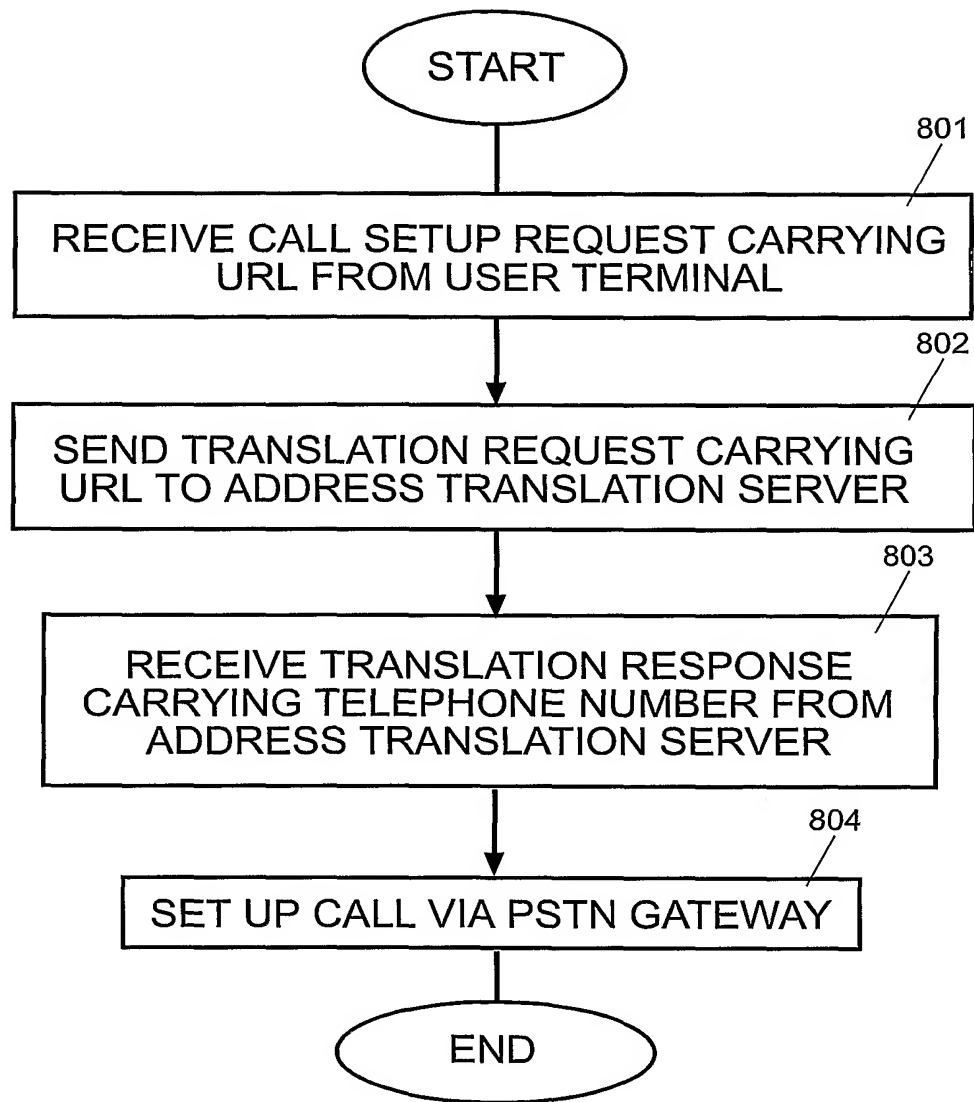 START
801
RECEIVE CALL SETUP REQUEST CARRYING
URL FROM USER TERMINAL
802
SEND TRANSLATION REQUEST CARRYING
URL TO ADDRESS TRANSLATION SERVER
803
RECEIVE TRANSLATION RESPONSE
CARRYING TELEPHONE NUMBER FROM
ADDRESS TRANSLATION SERVER
804
SET UP CALL VIA PSTN GATEWAY
END